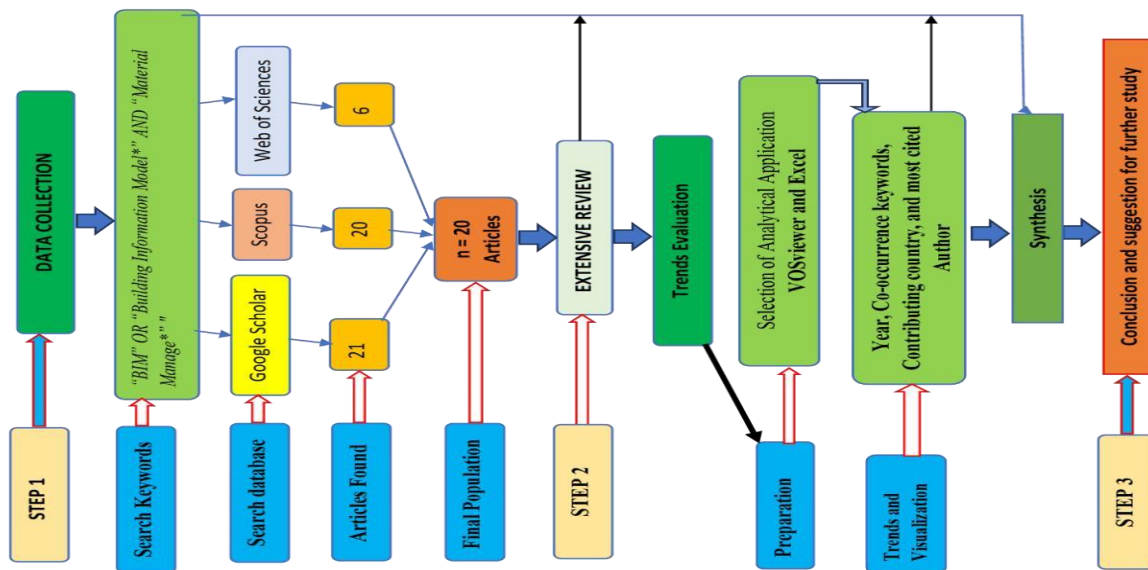 STEP 1
DATA COLLECTION
Search Keywords
"BIM" OR "Building Information Model*" AND "Material
Manage*"”
Search database
Google Scholar
Scopus
Web of Sciences
Articles Found
21
20
6
Final Population
n = 20
Articles
STEP 2
EXTENSIVE REVIEW
Trends Evaluation
Preparation
Selection of Analytical Application
VOSviewer and Excel
Trends and
Visualization
Year, Co-occurrence keywords,
Contributing country, and most cited
Author
Synthesis
STEP 3
Conclusion and suggestion for further study